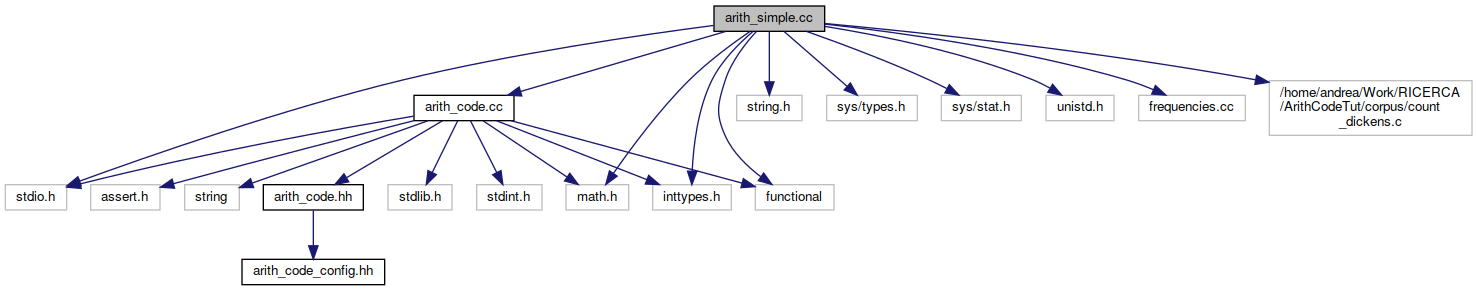 arith_simple.cc
arith_code.cc
string.h
sys/types.h
sys/stat.h
unistd.h
frequencies.cc
/home/andrea/Work/RICERCA
/ArithCodeTut/corpus/count
_dickens.c
stdio.h
assert.h
string
arith_code.hh
stdlib.h
stdint.h
math.h
inttypes.h
functional
arith_code_config.hh